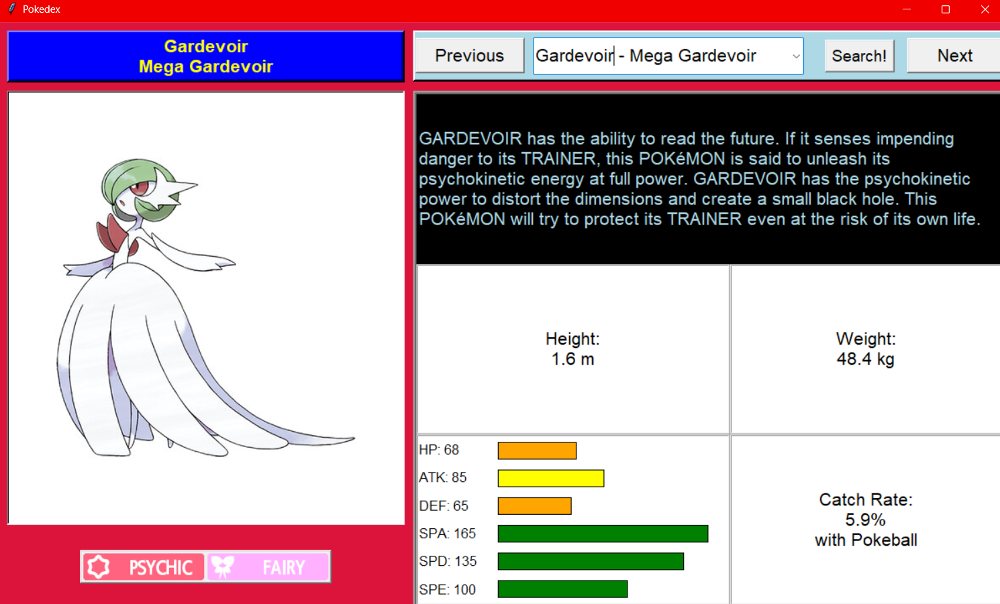 Pokedex
Gardevoir
Mega Gardevoir
Previous
Gardevoir - Mega Gardevoir
Search!
Next
GARDEVOIR has the ability to read the future. If it senses impending
danger to its TRAINER, this POKéMON is said to unleash its
psychokinetic energy at full power. GARDEVOIR has the psychokinetic
power to distort the dimensions and create a small black hole. This
POKéMON will try to protect its TRAINER even at the risk of its own life.
Height:
1.6 m
Weight:
48.4 kg
HP: 68
ATK: 85
DEF: 65
SPA: 165
SPD: 135
SPE: 100
Catch Rate:
5.9%
with Pokeball
PSYCHIC
FAIRY